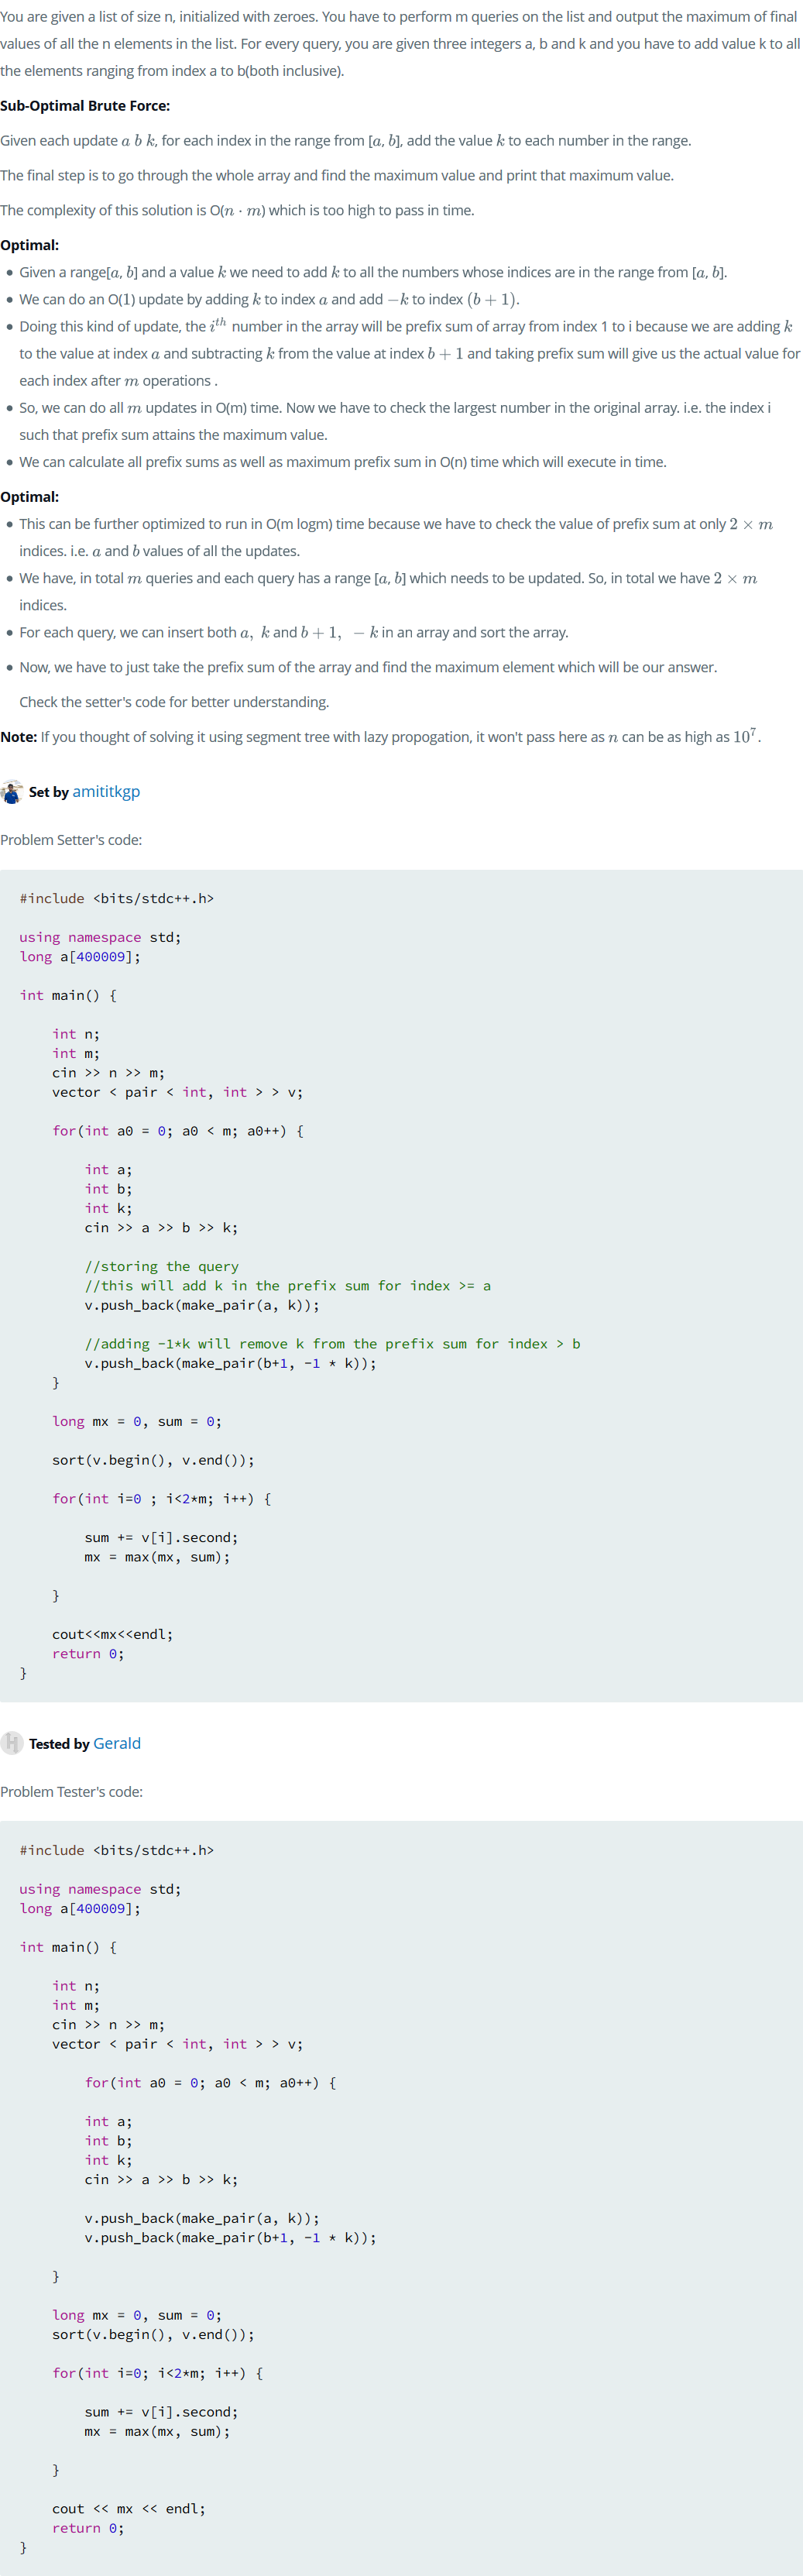 You are given a list of size n, initialized with zeroes. You have to perform m queries on the list and output the maximum of final
values of all the n elements in the list. For every query, you are given three integers a, b and k and you have to add value k to all
the elements ranging from index a to b(both inclusive).
Sub-Optimal Brute Force:
Given each update a b k, for each index in the range from [a, b], add the value k to each number in the range.
The final step is to go through the whole array and find the maximum value and print that maximum value.
The complexity of this solution is O(n · m) which is too high to pass in time.
Optimal:
• Given a range[a, b] and a value k we need to add k to all the numbers whose indices are in the range from [a, b].
• We can do an O(1) update by adding k to index a and add −k to index (b + 1).
• Doing this kind of update, the i^th number in the array will be prefix sum of array from index 1 to i because we are adding k
to the value at index a and subtracting k from the value at index b + 1 and taking prefix sum will give us the actual value for
each index after m operations .
• So, we can do all m updates in O(m) time. Now we have to check the largest number in the original array. i.e. the index i
such that prefix sum attains the maximum value.
• We can calculate all prefix sums as well as maximum prefix sum in O(n) time which will execute in time.
Optimal:
• This can be further optimized to run in O(m logm) time because we have to check the value of prefix sum at only 2 × m
indices. i.e. a and b values of all the updates.
• We have, in total m queries and each query has a range [a, b] which needs to be updated. So, in total we have 2 × m
indices.
• For each query, we can insert both a, k and b + 1, − k in an array and sort the array.
• Now, we have to just take the prefix sum of the array and find the maximum element which will be our answer.
Check the setter's code for better understanding.
Note: If you thought of solving it using segment tree with lazy propogation, it won't pass here as n can be as high as 10^7.
Set by amititkgp
Problem Setter's code:
#include <bits/stdc++.h>
using namespace std;
long a[400009];
int main() {
int n;
int m;
cin >> n >> m;
vector < pair < int, int > > v;
for(int a0 = 0; a0 < m; a0++) {
int a;
int b;
int k;
cin >> a >> b >> k;
//storing the query
//this will add k in the prefix sum for index >= a
v.push_back(make_pair(a, k));
//adding -1*k will remove k from the prefix sum for index > b
v.push_back(make_pair(b+1, -1 * k));
}
long mx = 0, sum = 0;
sort(v.begin(), v.end());
for(int i=0 ; i<2*m; i++) {
sum += v[i].second;
mx = max(mx, sum);
}
cout<<mx<<endl;
return 0;
}
Tested by Gerald
Problem Tester's code:
#include <bits/stdc++.h>
using namespace std;
long a[400009];
int main() {
int n;
int m;
cin >> n >> m;
vector < pair < int, int > > v;
for(int a0 = 0; a0 < m; a0++) {
int a;
int b;
int k;
cin >> a >> b >> k;
v.push_back(make_pair(a, k));
v.push_back(make_pair(b+1, -1 * k));
}
long mx = 0, sum = 0;
sort(v.begin(), v.end());
for(int i=0; i<2*m; i++) {
sum += v[i].second;
mx = max(mx, sum);
}
cout << mx << endl;
return 0;
}